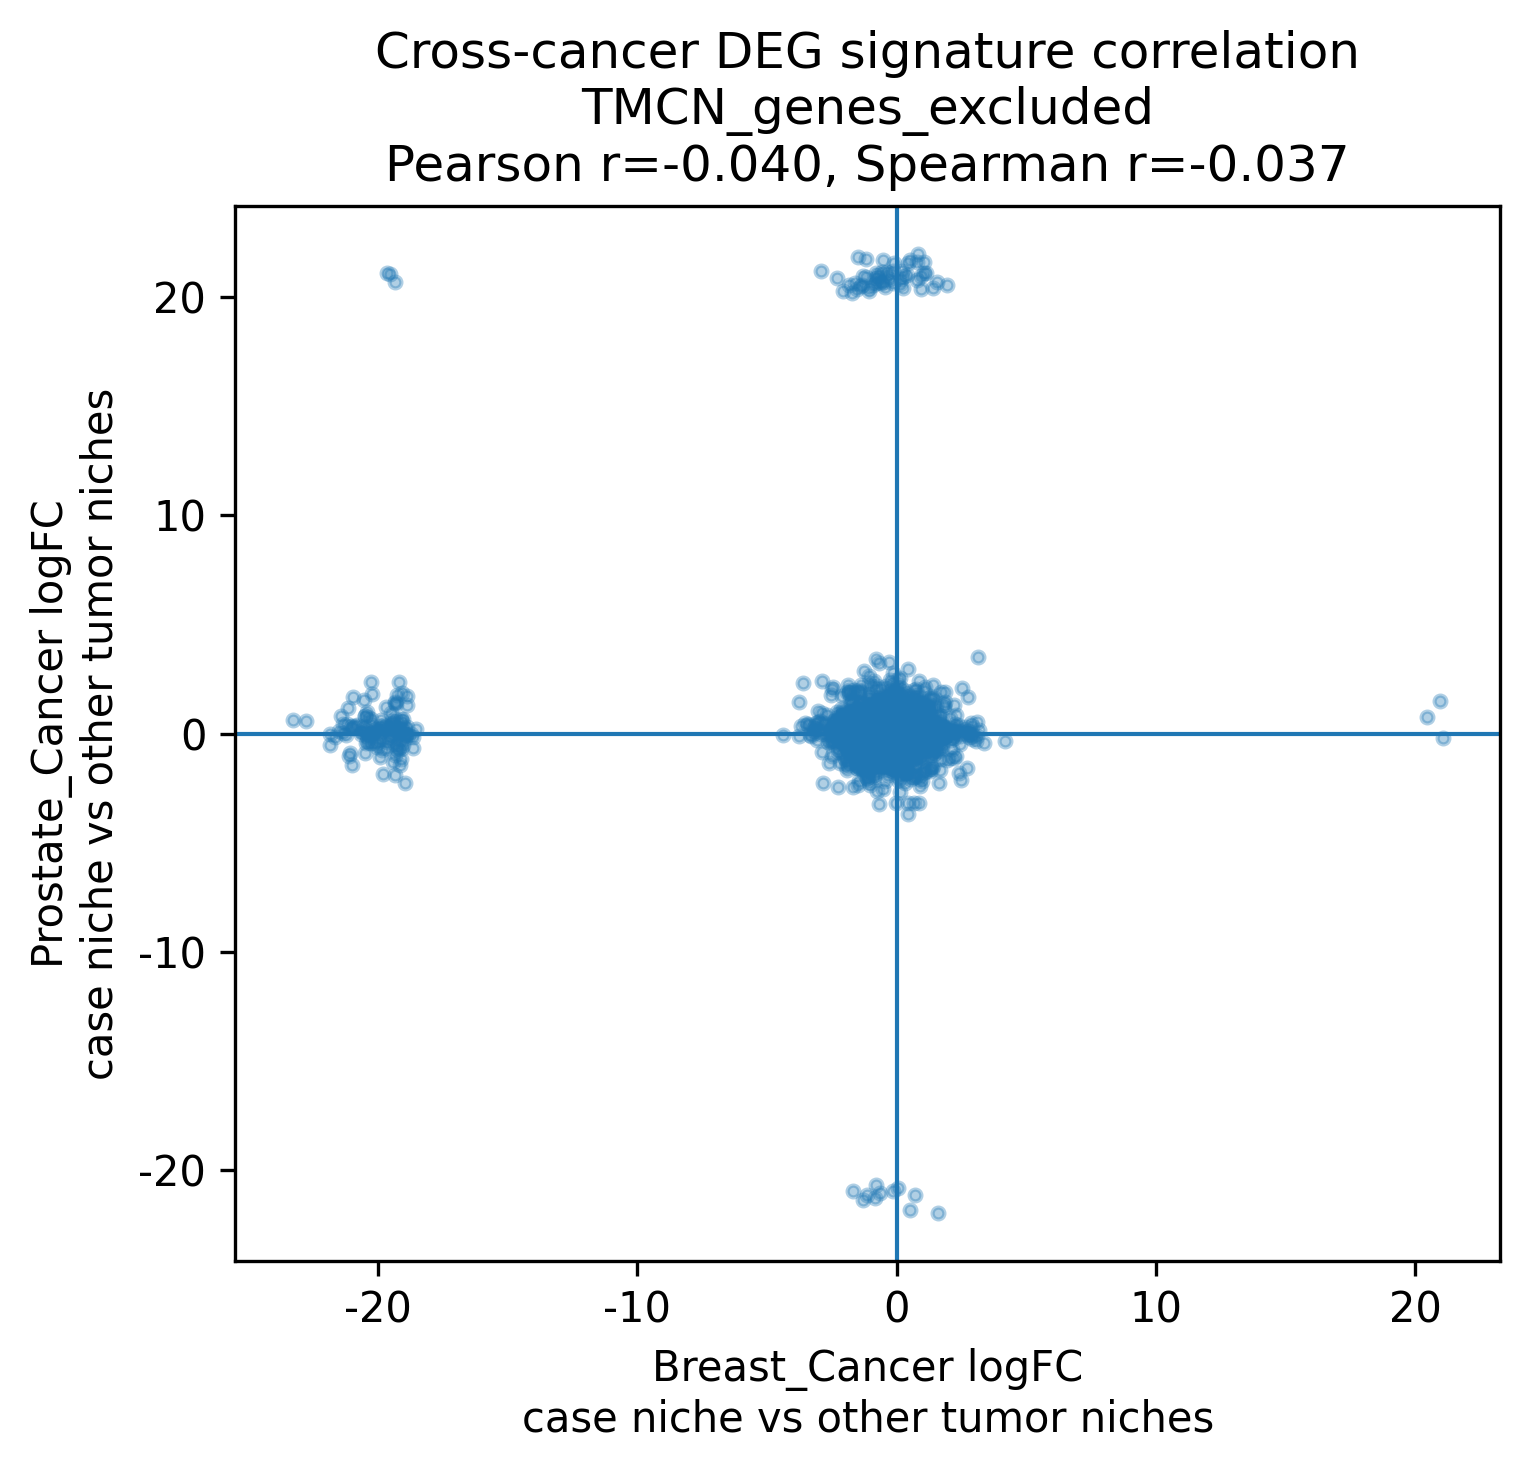 Cross-cancer DEG signature correlation
TMCN_genes_excluded
Pearson r=-0.040, Spearman r=-0.037
Prostate_Cancer logFC
case niche vs other tumor niches
20
10
0
-10
-20
-20
-10
0
10
20
Breast_Cancer logFC
case niche vs other tumor niches